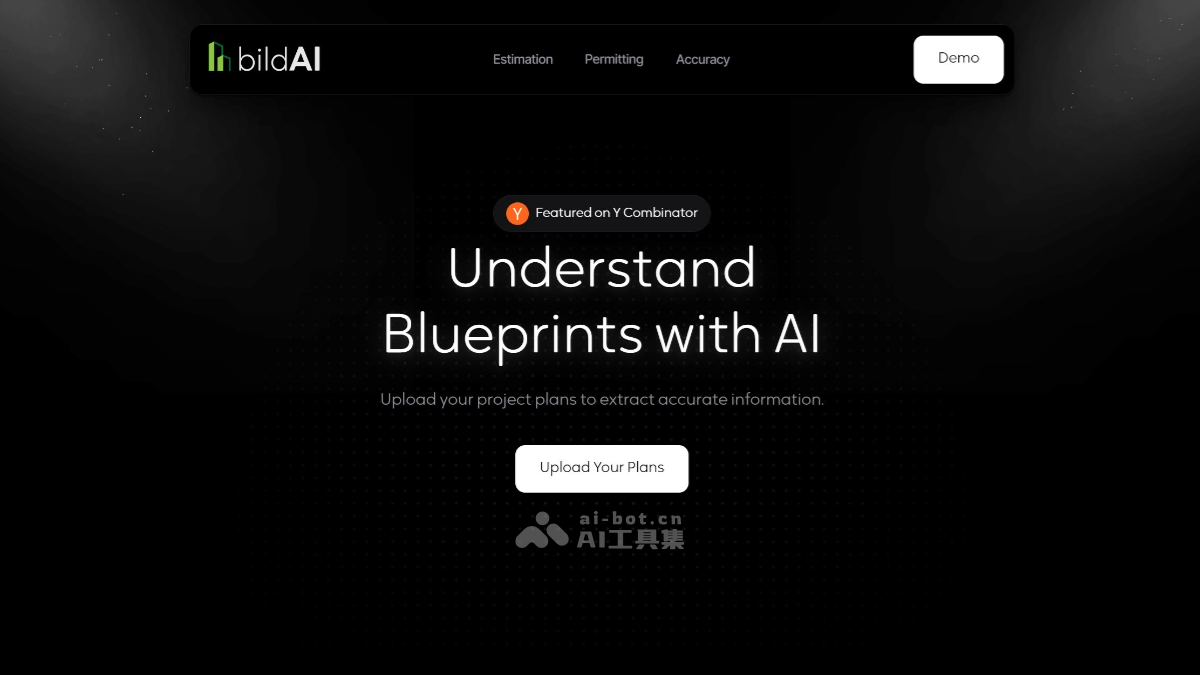 bildAI
Estimation
Permitting
Accuracy
Demo
Y Featured on Y Combinator
Understand
Blueprints with AI
Upload your project plans to extract accurate information.
Upload Your Plans
ai-bot.cn
AI工具集